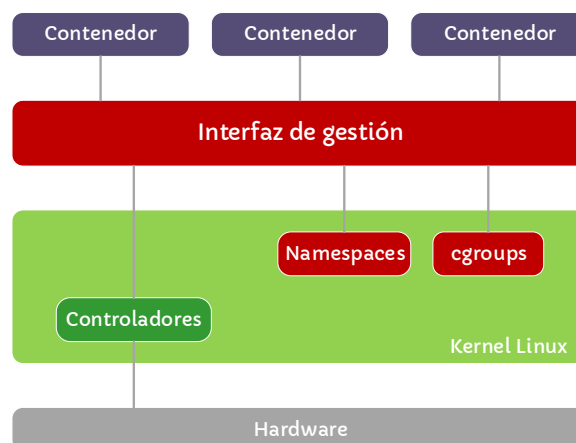 Contenedor
Contenedor
Contenedor
Interfaz de gestión
Namespaces
cgroups
Controladores
Kernel Linux
Hardware